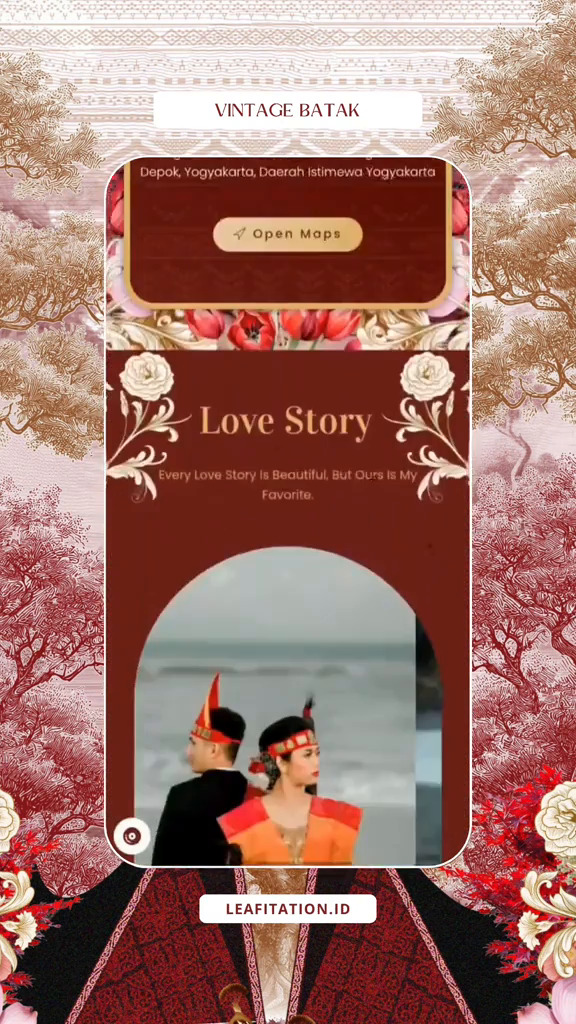 VINTAGE BATAK
Depok, Yogyakarta, Daerah Istimewa Yogyakarta
Open Maps
Love Story
Every Love Story Is Beautiful, But Ours Is My
Favorite.
LEAFITATION.ID